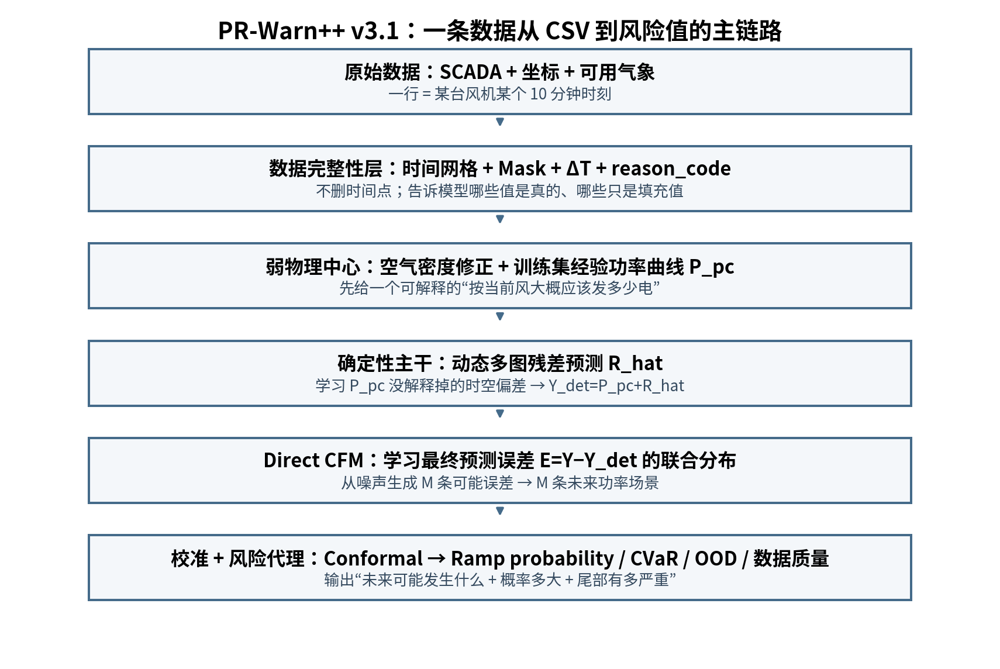 PR-Warn++ v3.1：一条数据从 CSV 到风险值的主链路
原始数据：SCADA + 坐标 + 可用气象
一行 = 某台风机某个 10 分钟时刻
数据完整性层：时间网格 + Mask + ΔT + reason_code
不删时间点；告诉模型哪些值是真的、哪些只是填充值
弱物理中心：空气密度修正 + 训练集经验功率曲线 P_pc
先给一个可解释的“按当前风大概应该发多少电”
确定性主干：动态多图残差预测 R_hat
学习 P_pc 没解释掉的时空偏差 → Y_det=P_pc+R_hat
Direct CFM：学习最终预测误差 E=Y−Y_det 的联合分布
从噪声生成 M 条可能误差 → M 条未来功率场景
校准 + 风险代理：Conformal → Ramp probability / CVaR / OOD / 数据质量
输出“未来可能发生什么 + 概率多大 + 尾部有多严重”